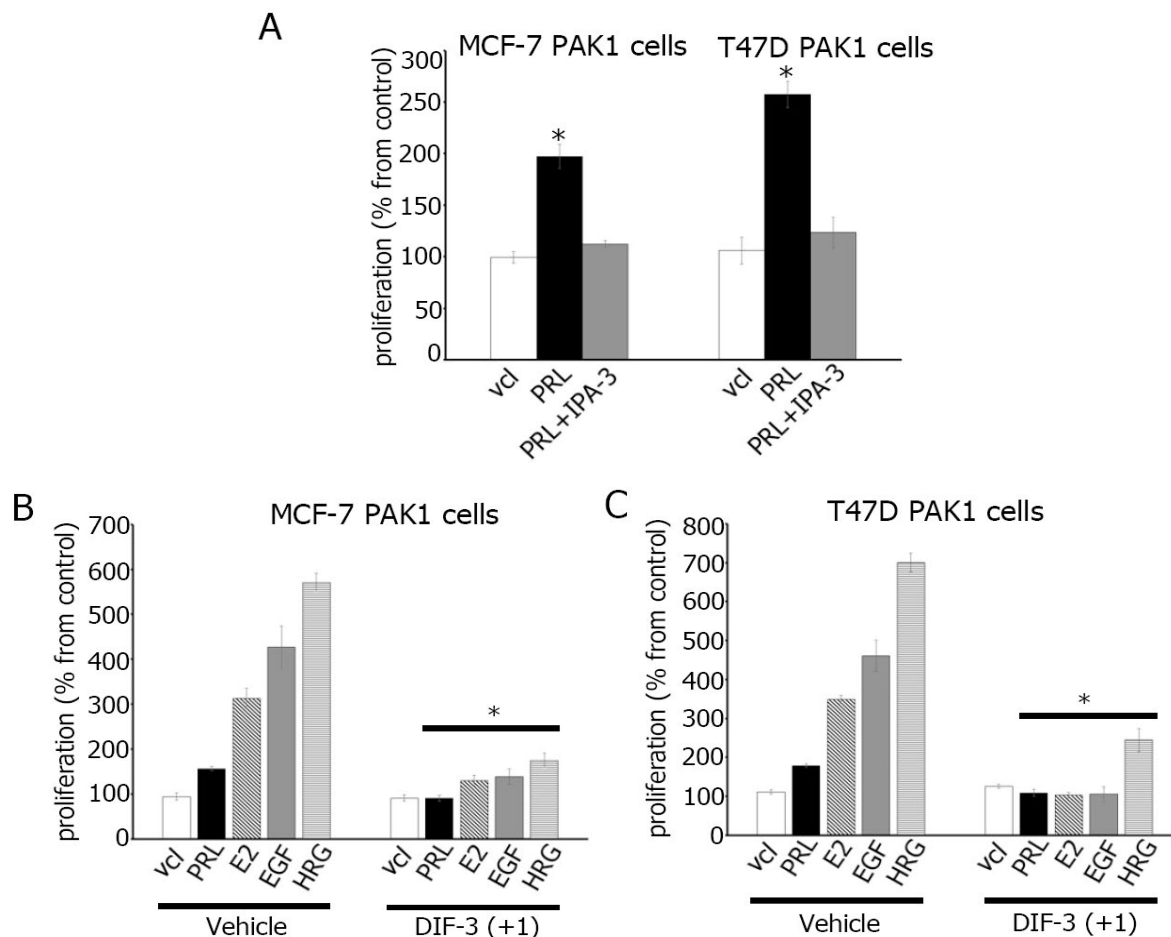 A
MCF-7 PAK1 cells
T47D PAK1 cells
proliferation (% from control)
300
250
200
150
100
50
0
*
*
vcl
PRL
PRL+IPA-3
vcl
PRL
PRL+IPA-3
B
MCF-7 PAK1 cells
proliferation (% from control)
700
600
500
400
300
200
100
0
*
vcl
PRL
E2
EGF
HRG
vcl
PRL
E2
EGF
HRG
Vehicle
DIF-3 (+1)
C
T47D PAK1 cells
proliferation (% from control)
800
700
600
500
400
300
200
100
0
*
vcl
PRL
E2
EGF
HRG
vcl
PRL
E2
EGF
HRG
Vehicle
DIF-3 (+1)